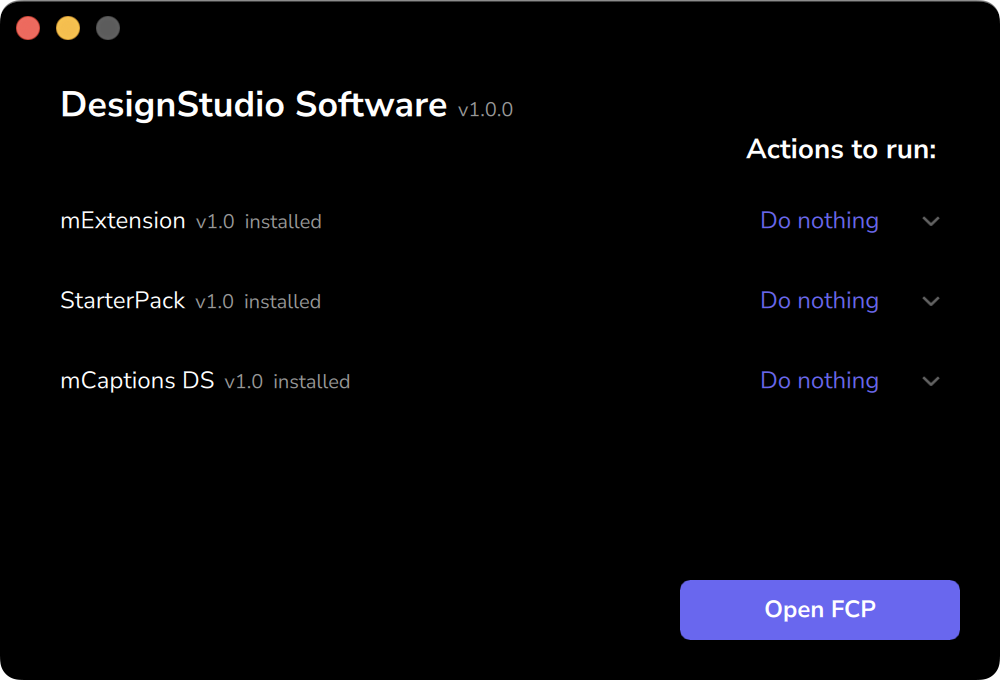 DesignStudio Software v1.0.0
Actions to run:
mExtension v1.0 installed Do nothing
StarterPack v1.0 installed Do nothing
mCaptions DS v1.0 installed Do nothing
Open FCP